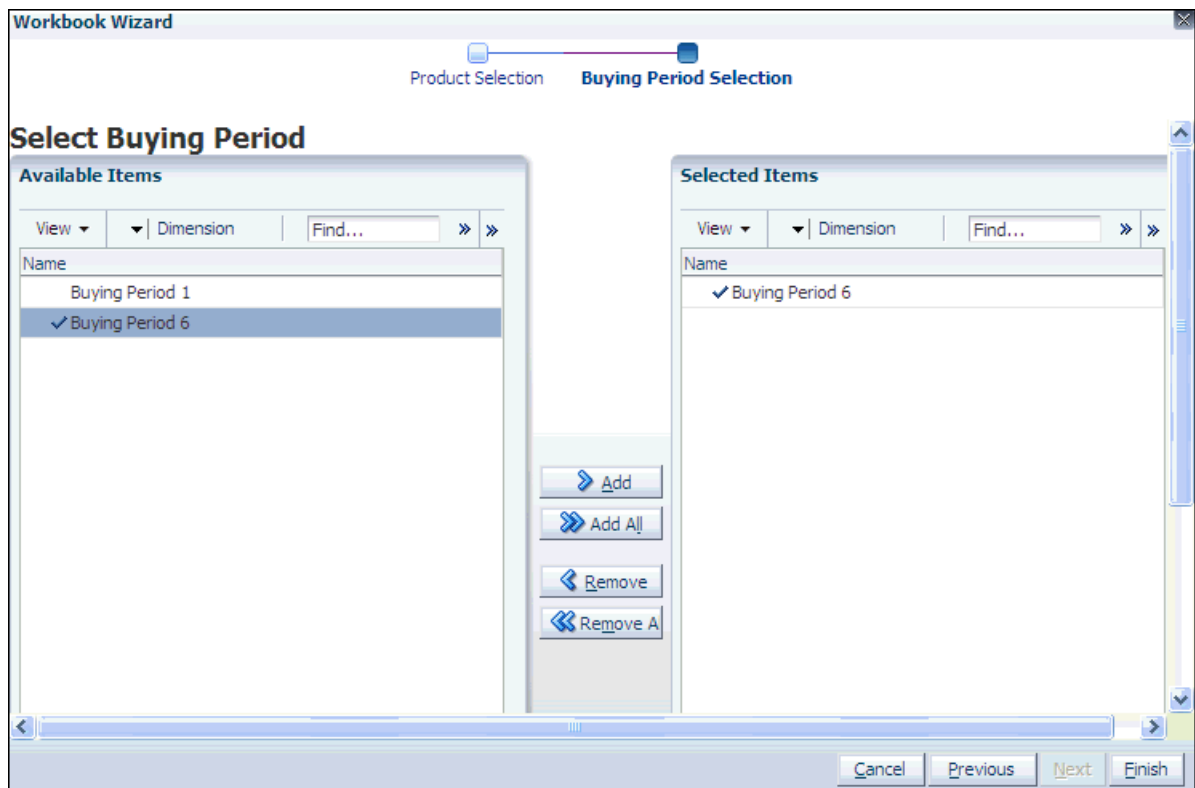 Workbook Wizard
Product Selection
Buying Period Selection
Select Buying Period
Available Items
View
Dimension
Find...
Name
Buying Period 1
Buying Period 6
Add
Add All
Remove
Remove A
Selected Items
View
Dimension
Find...
Name
Buying Period 6
Cancel
Previous
Next
Finish